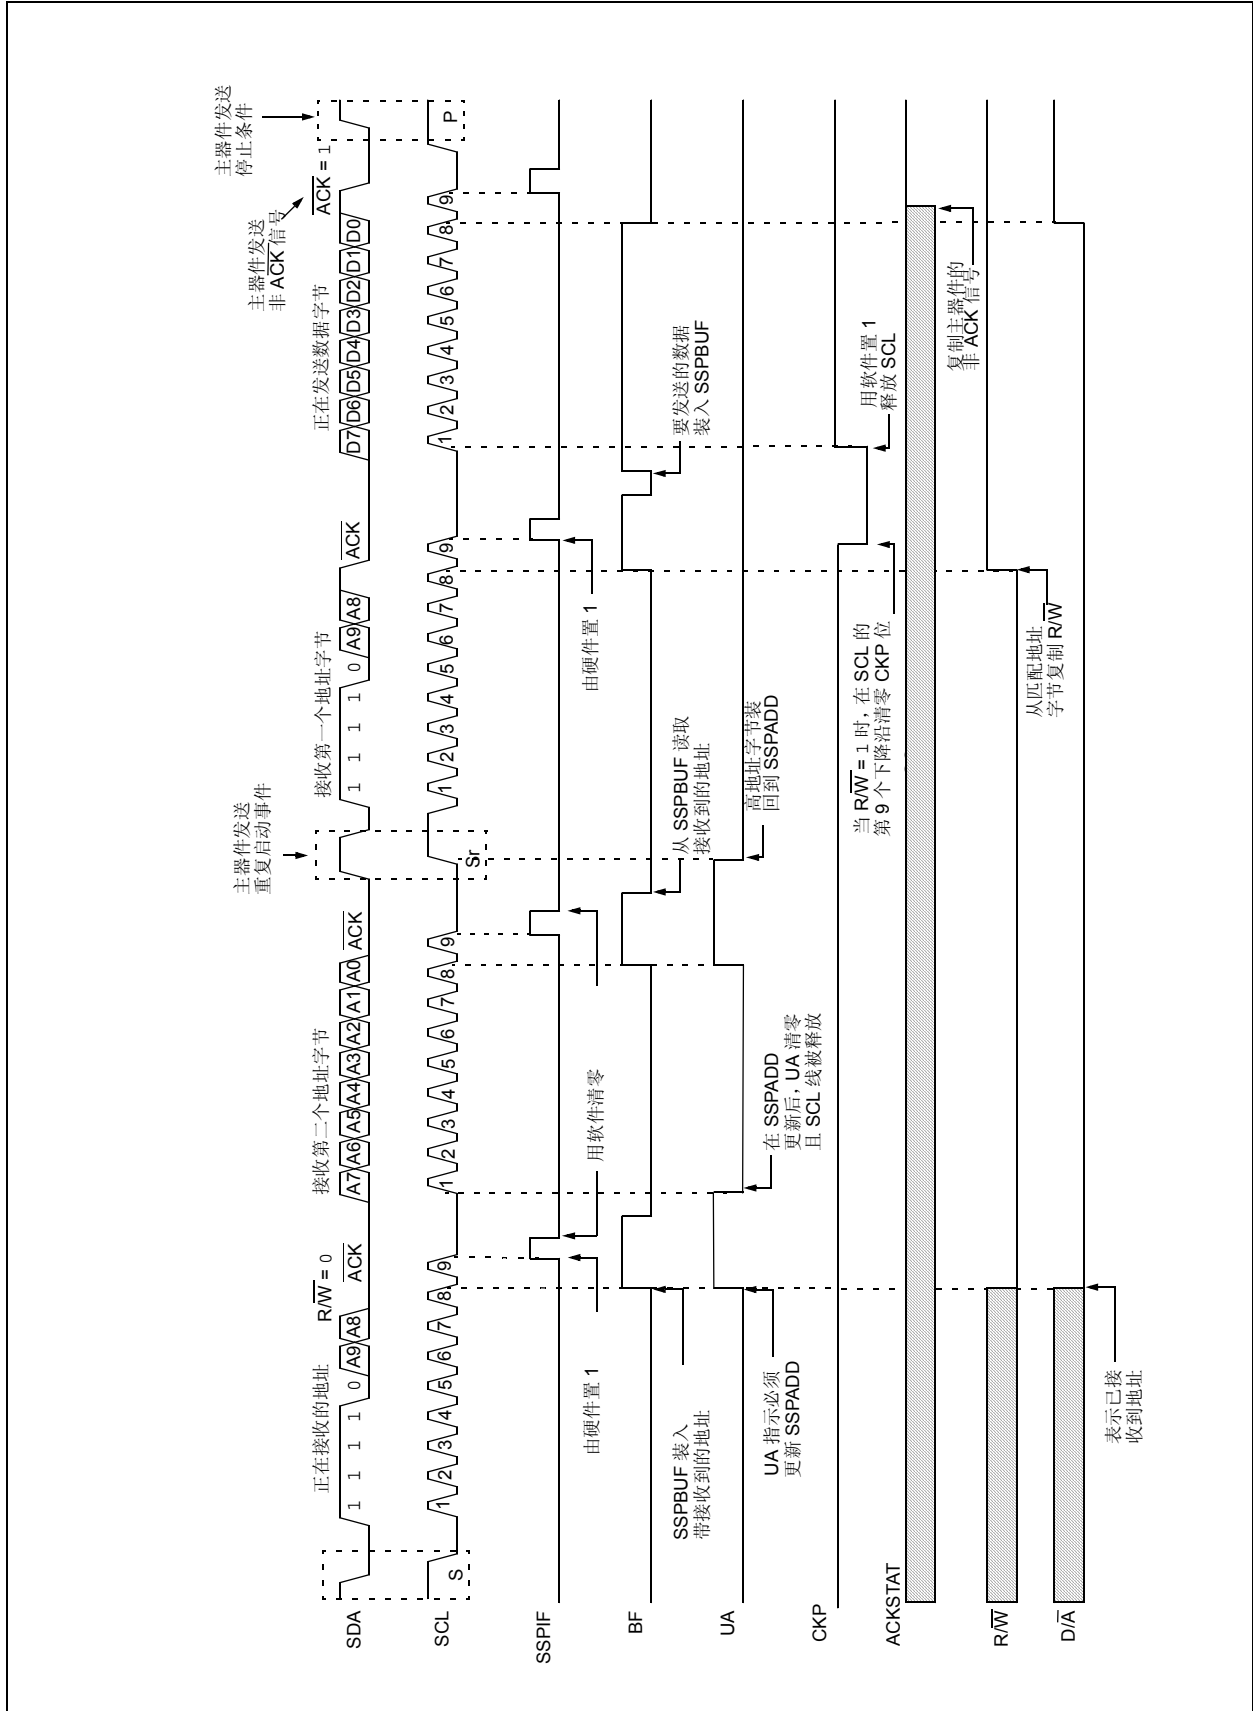 主器件发送
停止条件
主器件发送
非 ACK 信号
ACK = 1
主器件发送
重复启动事件
正在接收的地址
R/W = 0
接收第二个地址字节
接收第一个地址字节
正在发送数据字节
SDA
1 1 1 1 0 A9 A8 ACK
A7 A6 A5 A4 A3 A2 A1 A0 ACK
1 1 1 1 0 A9 A8 ACK
D7 D6 D5 D4 D3 D2 D1 D0
SCL
S
1 2 3 4 5 6 7 8 9
1 2 3 4 5 6 7 8 9
Sr
1 2 3 4 5 6 7 8 9
1 2 3 4 5 6 7 8 9
P
SSPIF
由硬件置 1
用软件清零
由硬件置 1
BF
SSPBUF 装入
带接收到的地址
从 SSPBUF 读取
接收到的地址
要发送的数据
装入 SSPBUF
UA
UA 指示必须
更新 SSPADD
在 SSPADD
更新后，UA 清零
且 SCL 线被释放
高地址字节装
回到 SSPADD
CKP
当 R/W = 1 时，在 SCL 的
第 9 个下降沿清零 CKP 位
用软件置 1
释放 SCL
ACKSTAT
复制主器件的
非 ACK 信号
R/W
从匹配地址
字节复制 R/W
D/A
表示已接
收到地址